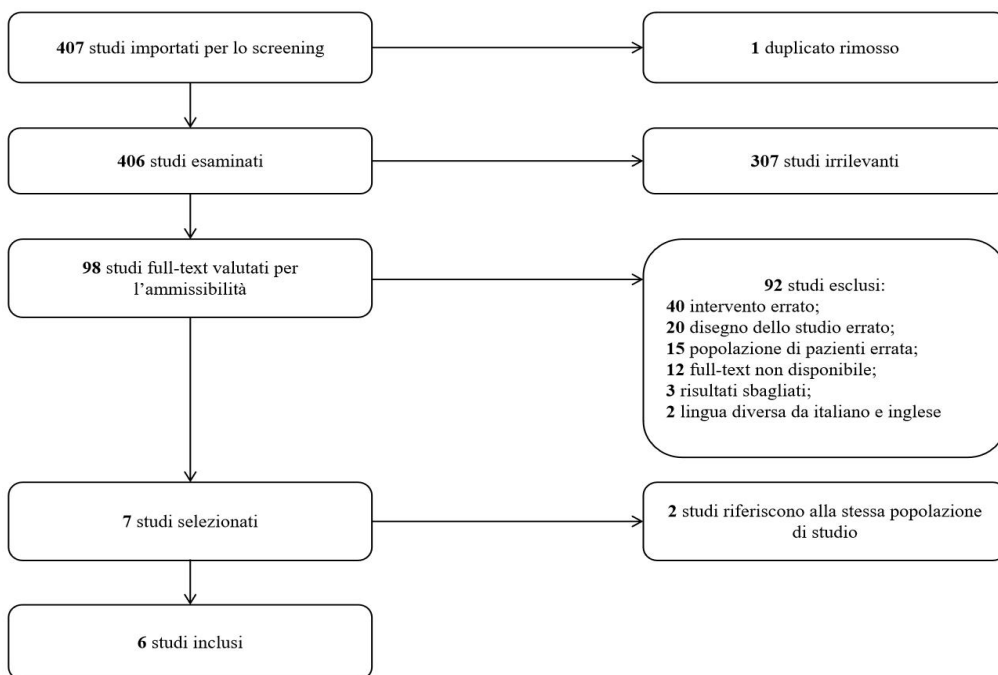 407 studi importati per lo screening
1 duplicato rimosso
406 studi esaminati
307 studi irrilevanti
98 studi full-text valutati per
l'ammissibilità
92 studi esclusi:
40 intervento errato;
20 disegno dello studio errato;
15 popolazione di pazienti errata;
12 full-text non disponibile;
3 risultati sbagliati;
2 lingua diversa da italiano e inglese
7 studi selezionati
2 studi riferiscono alla stessa popolazione
di studio
6 studi inclusi